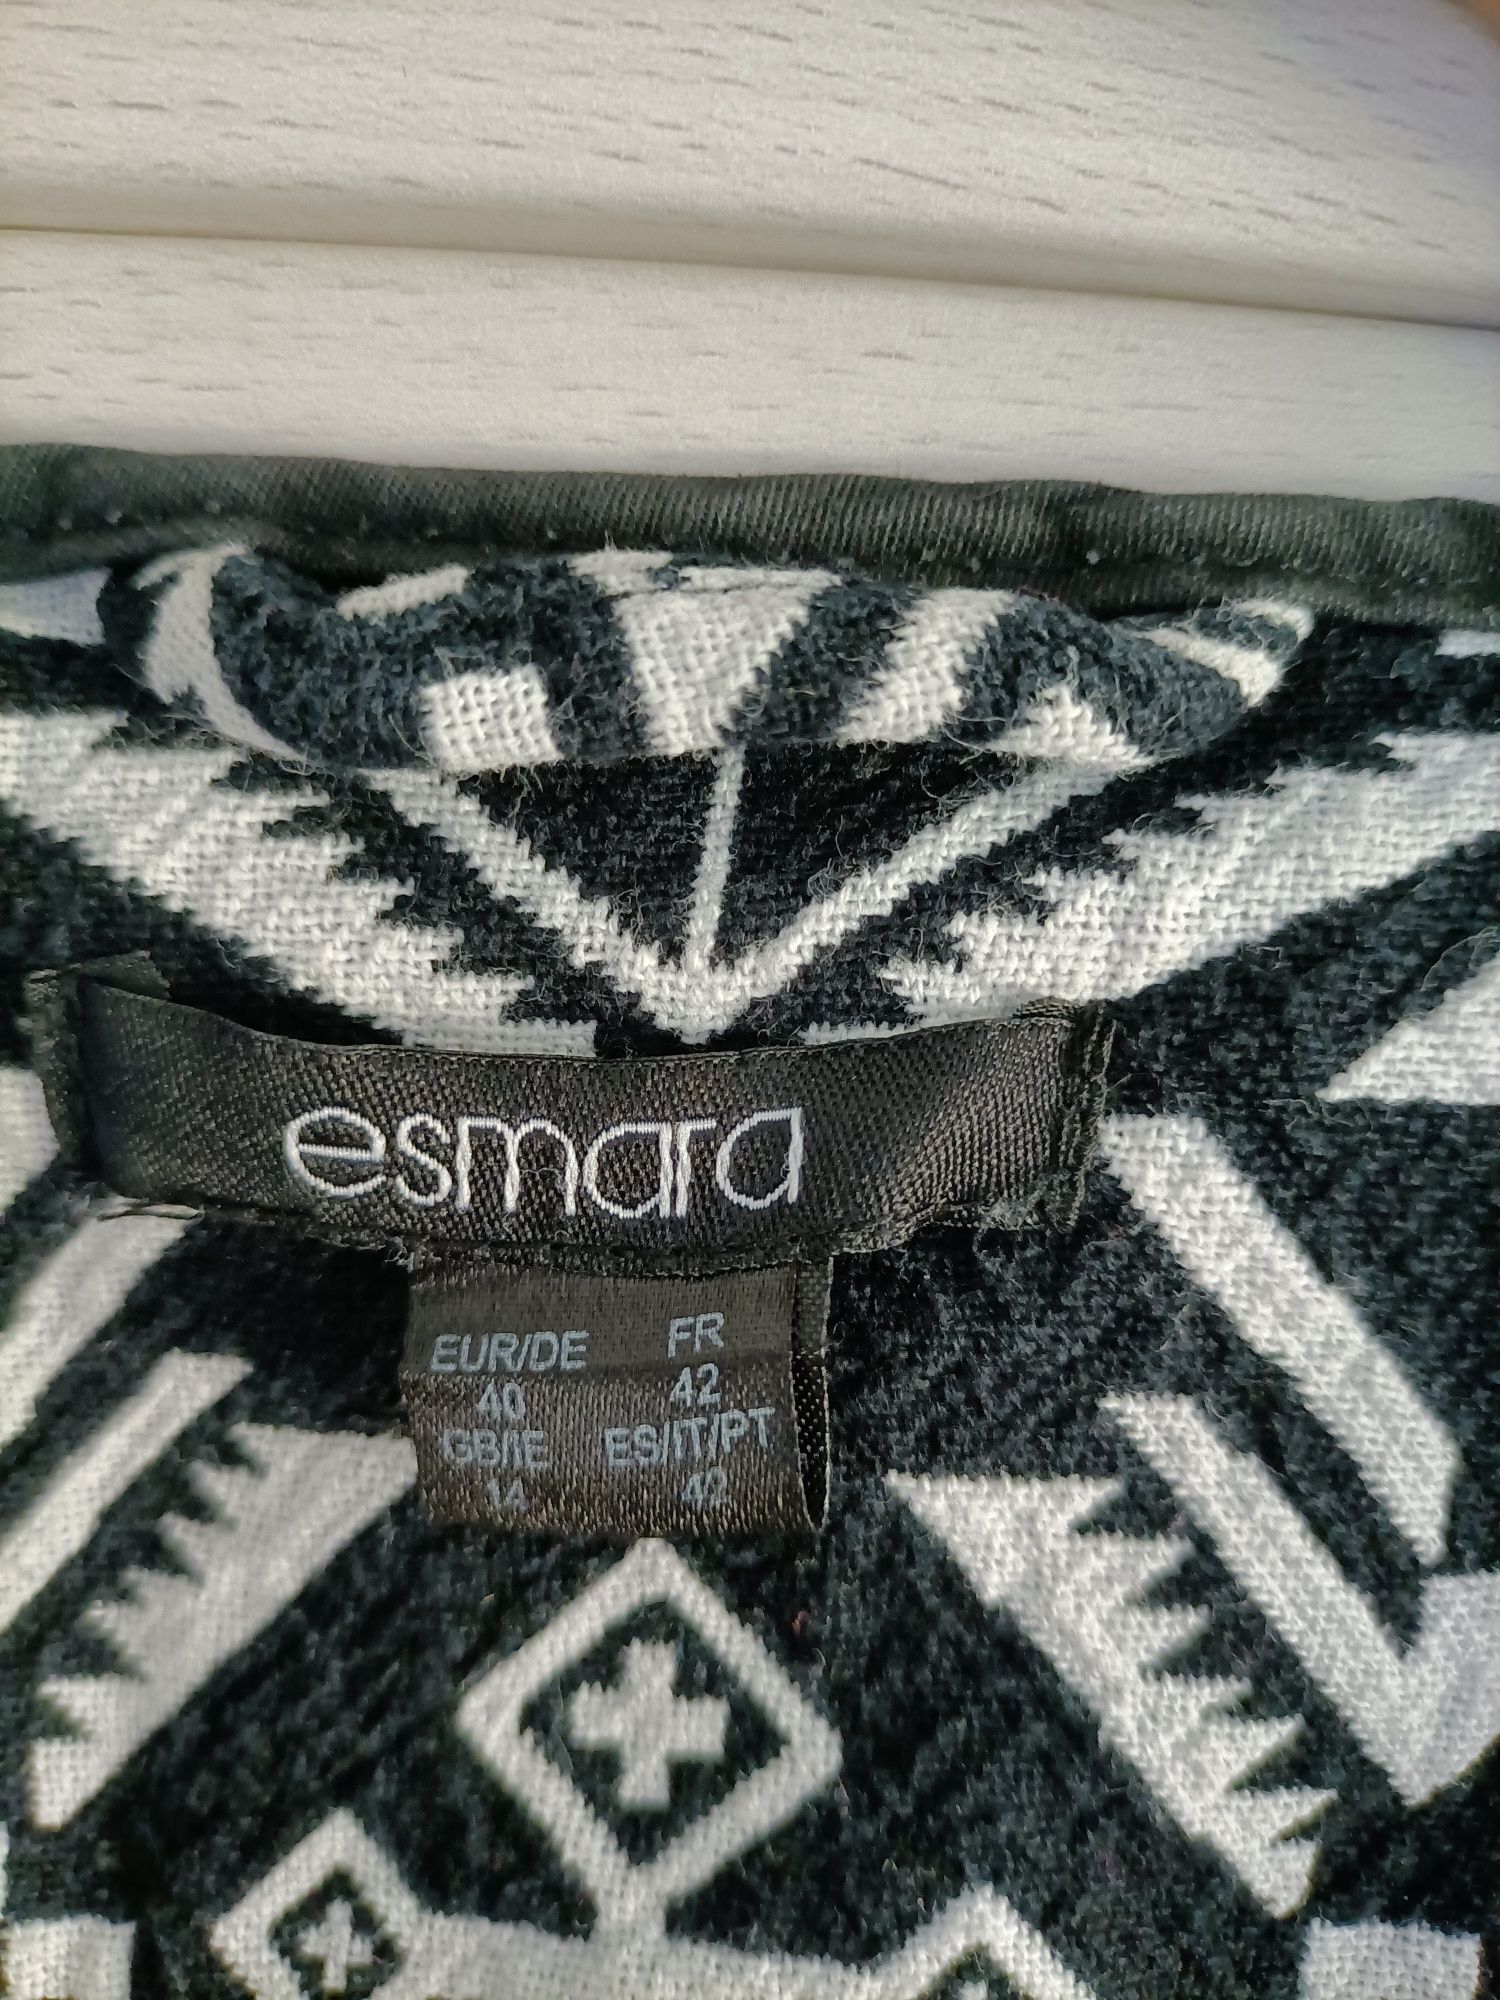 esmara
EUR/DE FR
40 42
GB/IE ES/IT/PT
14 42